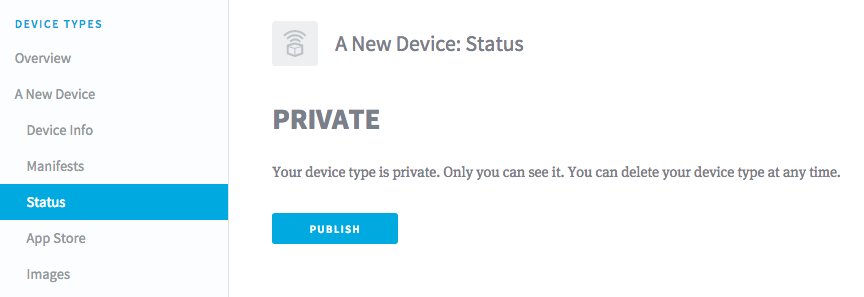 DEVICE TYPES
Overview
A New Device
Device Info
Manifests
Status
App Store
Images
A New Device: Status
PRIVATE
Your device type is private. Only you can see it. You can delete your device type at any time.
PUBLISH